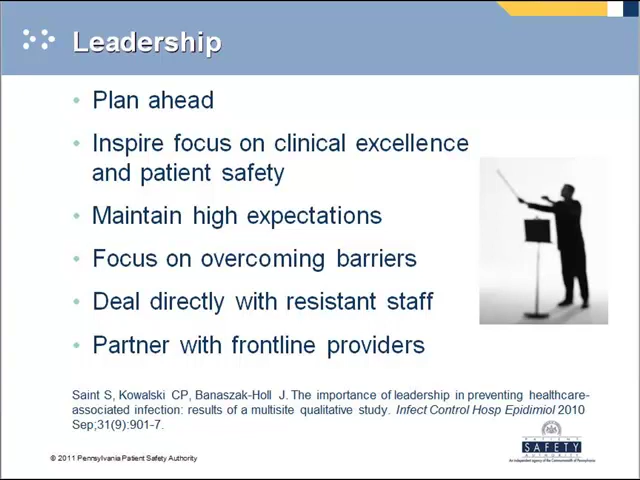 Leadership
• Plan ahead
• Inspire focus on clinical excellence
and patient safety
• Maintain high expectations
• Focus on overcoming barriers
• Deal directly with resistant staff
• Partner with frontline providers
Saint S, Kowalski CP, Banaszak-Holl J. The importance of leadership in preventing healthcare-
associated infection: results of a multisite qualitative study. Infect Control Hosp Epidimiol 2010
Sep;31(9):901-7.
PATIENT
SAFETY
AUTHORITY
An independent agency of the Commonwealth of Pennsylvania
© 2011 Pennsylvania Patient Safety Authority